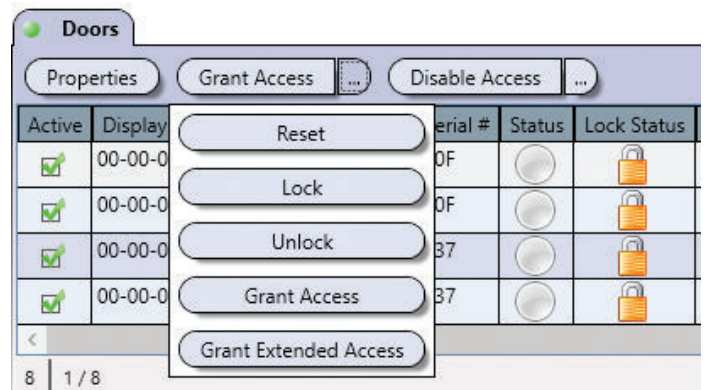 Doors
Properties Grant Access ... Disable Access ...
Active Display erial # Status Lock Status
Reset
00-00-0 0F
Lock
00-00-0 0F
Unlock
00-00-0 37
Grant Access
00-00-0 37
Grant Extended Access
8 1 / 8